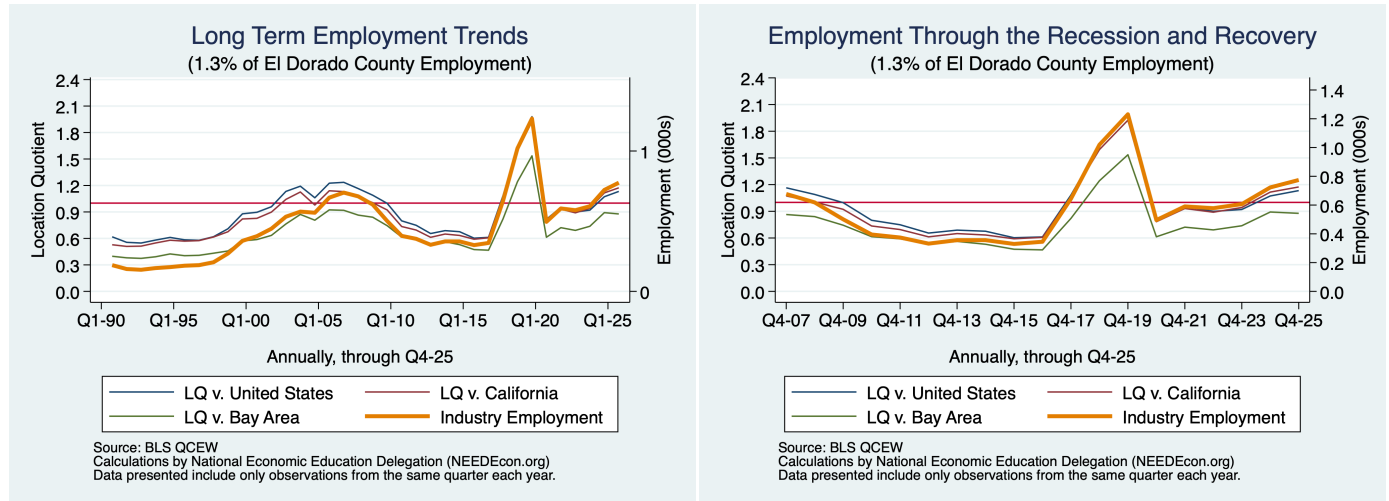 Long Term Employment Trends
(1.3% of El Dorado County Employment)
Location Quotient
2.4
2.1
1.8
1.5
1.2
0.9
0.6
0.3
0.0
1
0
Employment (000s)
Q1-90 Q1-95 Q1-00 Q1-05 Q1-10 Q1-15 Q1-20 Q1-25
Annually, through Q4-25
LQ v. United States LQ v. California
LQ v. Bay Area Industry Employment
Source: BLS QCEW
Calculations by National Economic Education Delegation (NEEDEcon.org)
Data presented include only observations from the same quarter each year.
Employment Through the Recession and Recovery
(1.3% of El Dorado County Employment)
Location Quotient
2.4
2.1
1.8
1.5
1.2
0.9
0.6
0.3
0.0
1.4
1.2
1.0
0.8
0.6
0.4
0.2
0.0
Employment (000s)
Q4-07 Q4-09 Q4-11 Q4-13 Q4-15 Q4-17 Q4-19 Q4-21 Q4-23 Q4-25
Annually, through Q4-25
LQ v. United States LQ v. California
LQ v. Bay Area Industry Employment
Source: BLS QCEW
Calculations by National Economic Education Delegation (NEEDEcon.org)
Data presented include only observations from the same quarter each year.